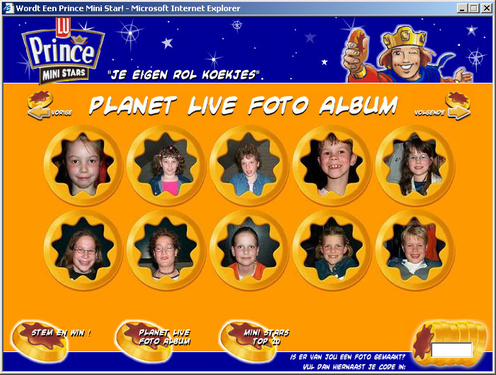 Wordt Een Prince Mini Star! - Microsoft Internet Explorer
LU
Prince
MINI STARS
"JE EIGEN ROL KOEKJES"
VORIGE
PLANET LIVE FOTO ALBUM
VOLGENDE
STEM EN WIN !
PLANET LIVE
FOTO ALBUM
MINI STARS
TOP 20
IS ER VAN JOU EEN FOTO GEMAAKT?
VUL DAN HIERNAAST JE CODE IN: